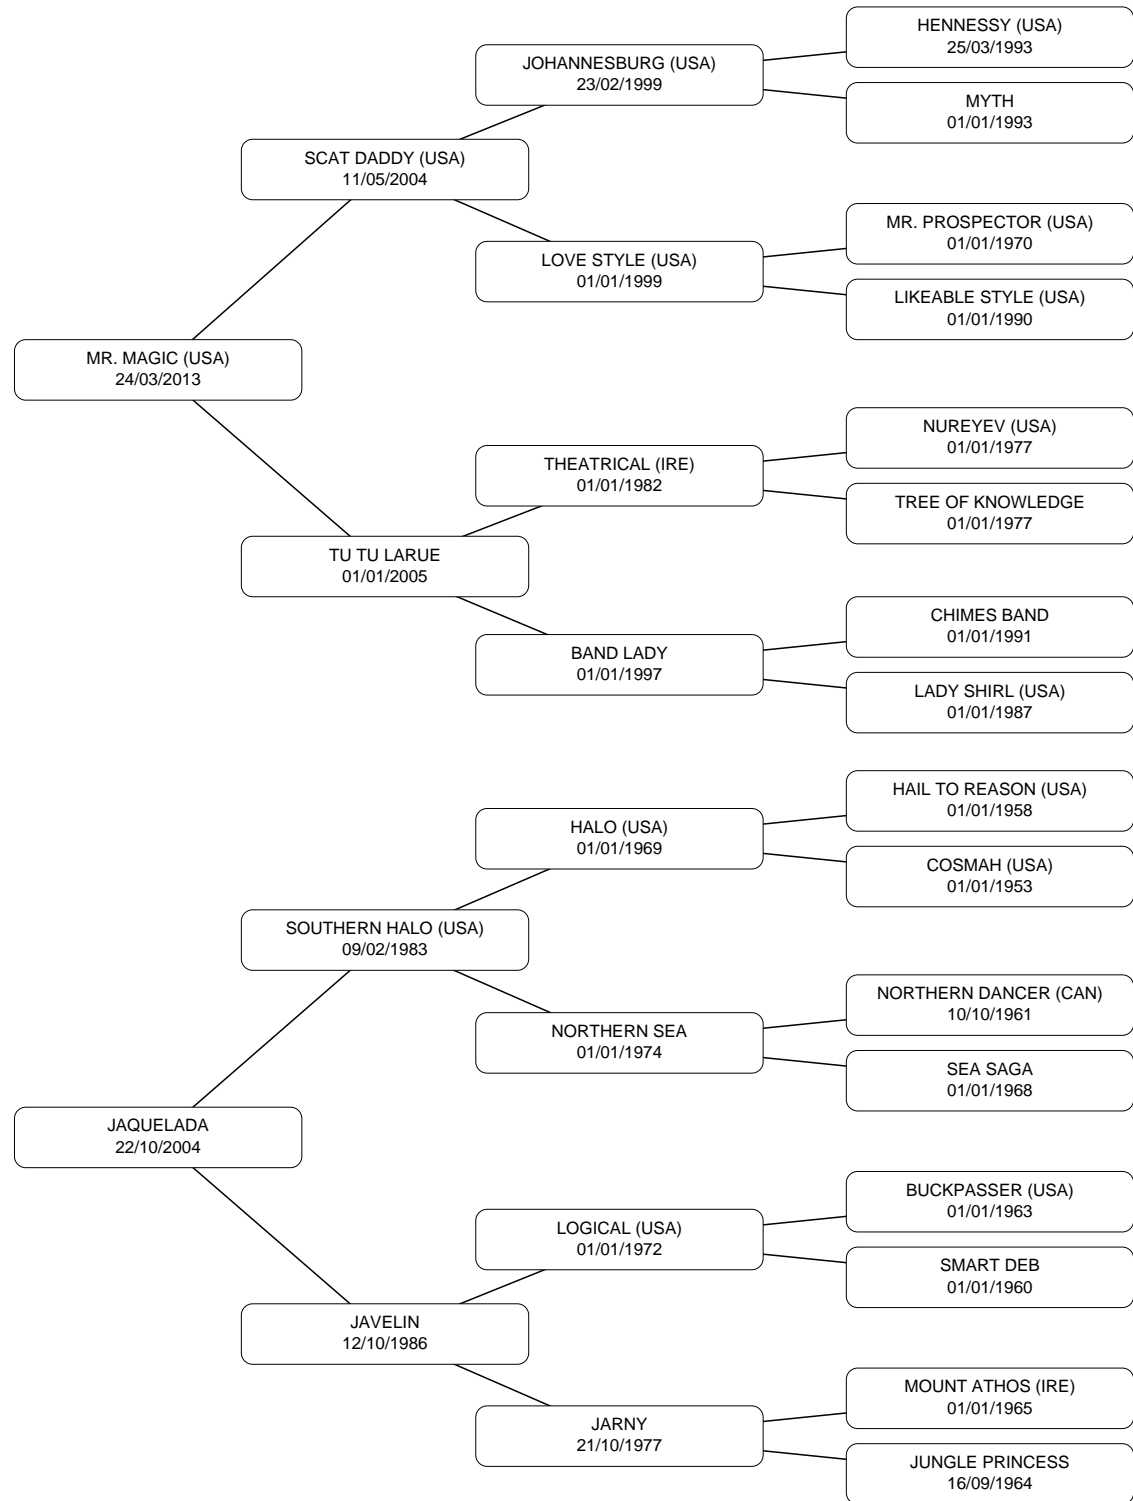 HENNESSY (USA)
25/03/1993
JOHANNESBURG (USA)
23/02/1999
MYTH
01/01/1993
SCAT DADDY (USA)
11/05/2004
MR. PROSPECTOR (USA)
01/01/1970
LOVE STYLE (USA)
01/01/1999
LIKEABLE STYLE (USA)
01/01/1990
MR. MAGIC (USA)
24/03/2013
NUREYEV (USA)
01/01/1977
THEATRICAL (IRE)
01/01/1982
TREE OF KNOWLEDGE
01/01/1977
TU TU LARUE
01/01/2005
CHIMES BAND
01/01/1991
BAND LADY
01/01/1997
LADY SHIRL (USA)
01/01/1987
HAIL TO REASON (USA)
01/01/1958
HALO (USA)
01/01/1969
COSMAH (USA)
01/01/1953
SOUTHERN HALO (USA)
09/02/1983
NORTHERN DANCER (CAN)
10/10/1961
NORTHERN SEA
01/01/1974
SEA SAGA
01/01/1968
JAQUELADA
22/10/2004
BUCKPASSER (USA)
01/01/1963
LOGICAL (USA)
01/01/1972
SMART DEB
01/01/1960
JAVELIN
12/10/1986
MOUNT ATHOS (IRE)
01/01/1965
JARNY
21/10/1977
JUNGLE PRINCESS
16/09/1964